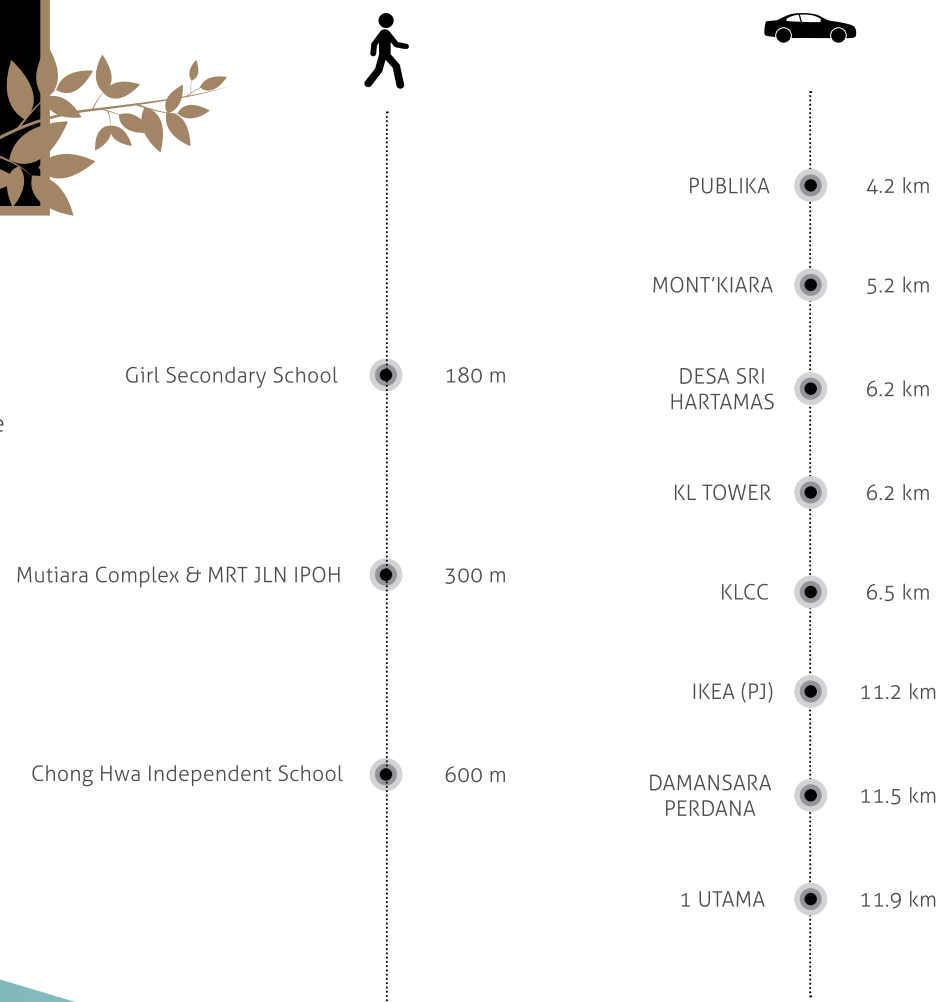 Girl Secondary School 180 m
e
Mutiara Complex & MRT JLN IPOH 300 m
Chong Hwa Independent School 600 m
PUBLIKA 4.2 km
MONT'KIARA 5.2 km
DESA SRI
HARTAMAS 6.2 km
KL TOWER 6.2 km
KLCC 6.5 km
IKEA (PJ) 11.2 km
DAMANSARA
PERDANA 11.5 km
1 UTAMA 11.9 km